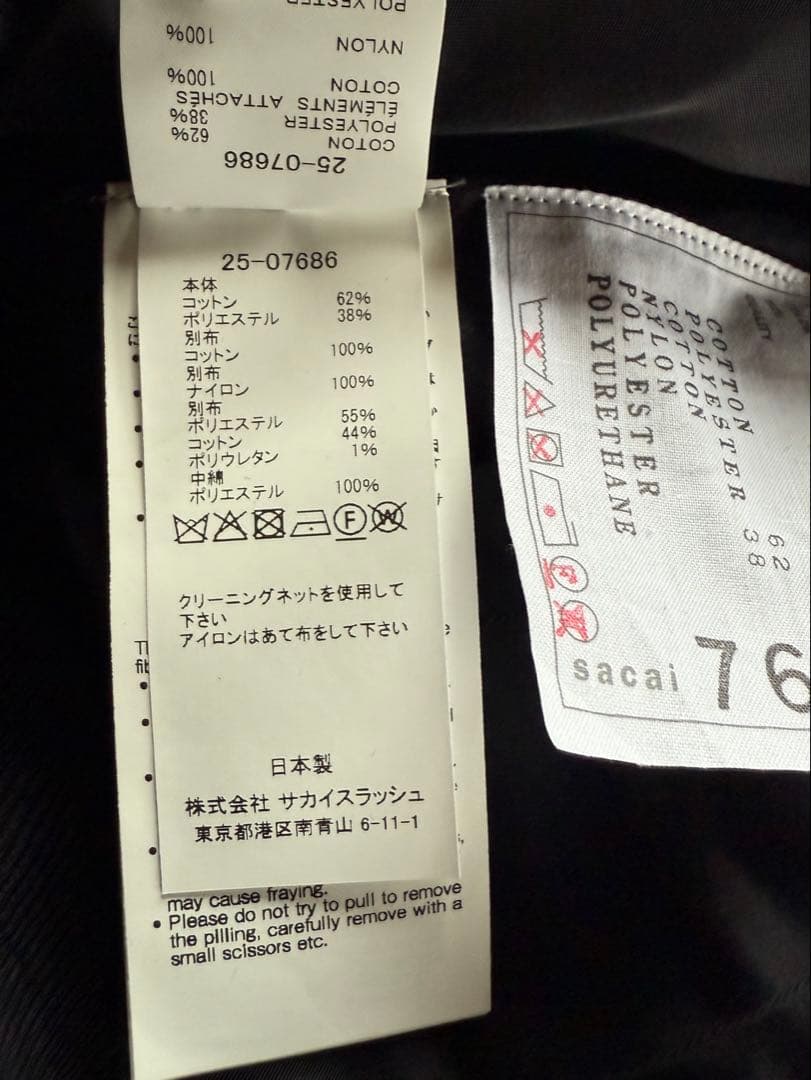 POLYESTER
NYLON 100%
COTON 100%
ÉLÉMENTS ATTACHÉS
POLYESTER 38%
COTON 62%
25-07686
25-07686
本体
コットン 62%
ポリエステル 38%
別布
コットン 100%
別布
ナイロン 100%
別布
ポリエステル 55%
コットン 44%
ポリウレタン 1%
中綿
ポリエステル 100%
F W
クリーニングネットを使用して
下さい
アイロンはあて布をして下さい
日本製
株式会社 サカイスラッシュ
東京都港区南青山 6-11-1
may cause fraying.
• Please do not try to pull to remove
the pilling, carefully remove with a
small scissors etc.
COTTON 62
POLYESTER 38
COTTON
NYLON
POLYESTER
POLYURETHANE
sacai 76